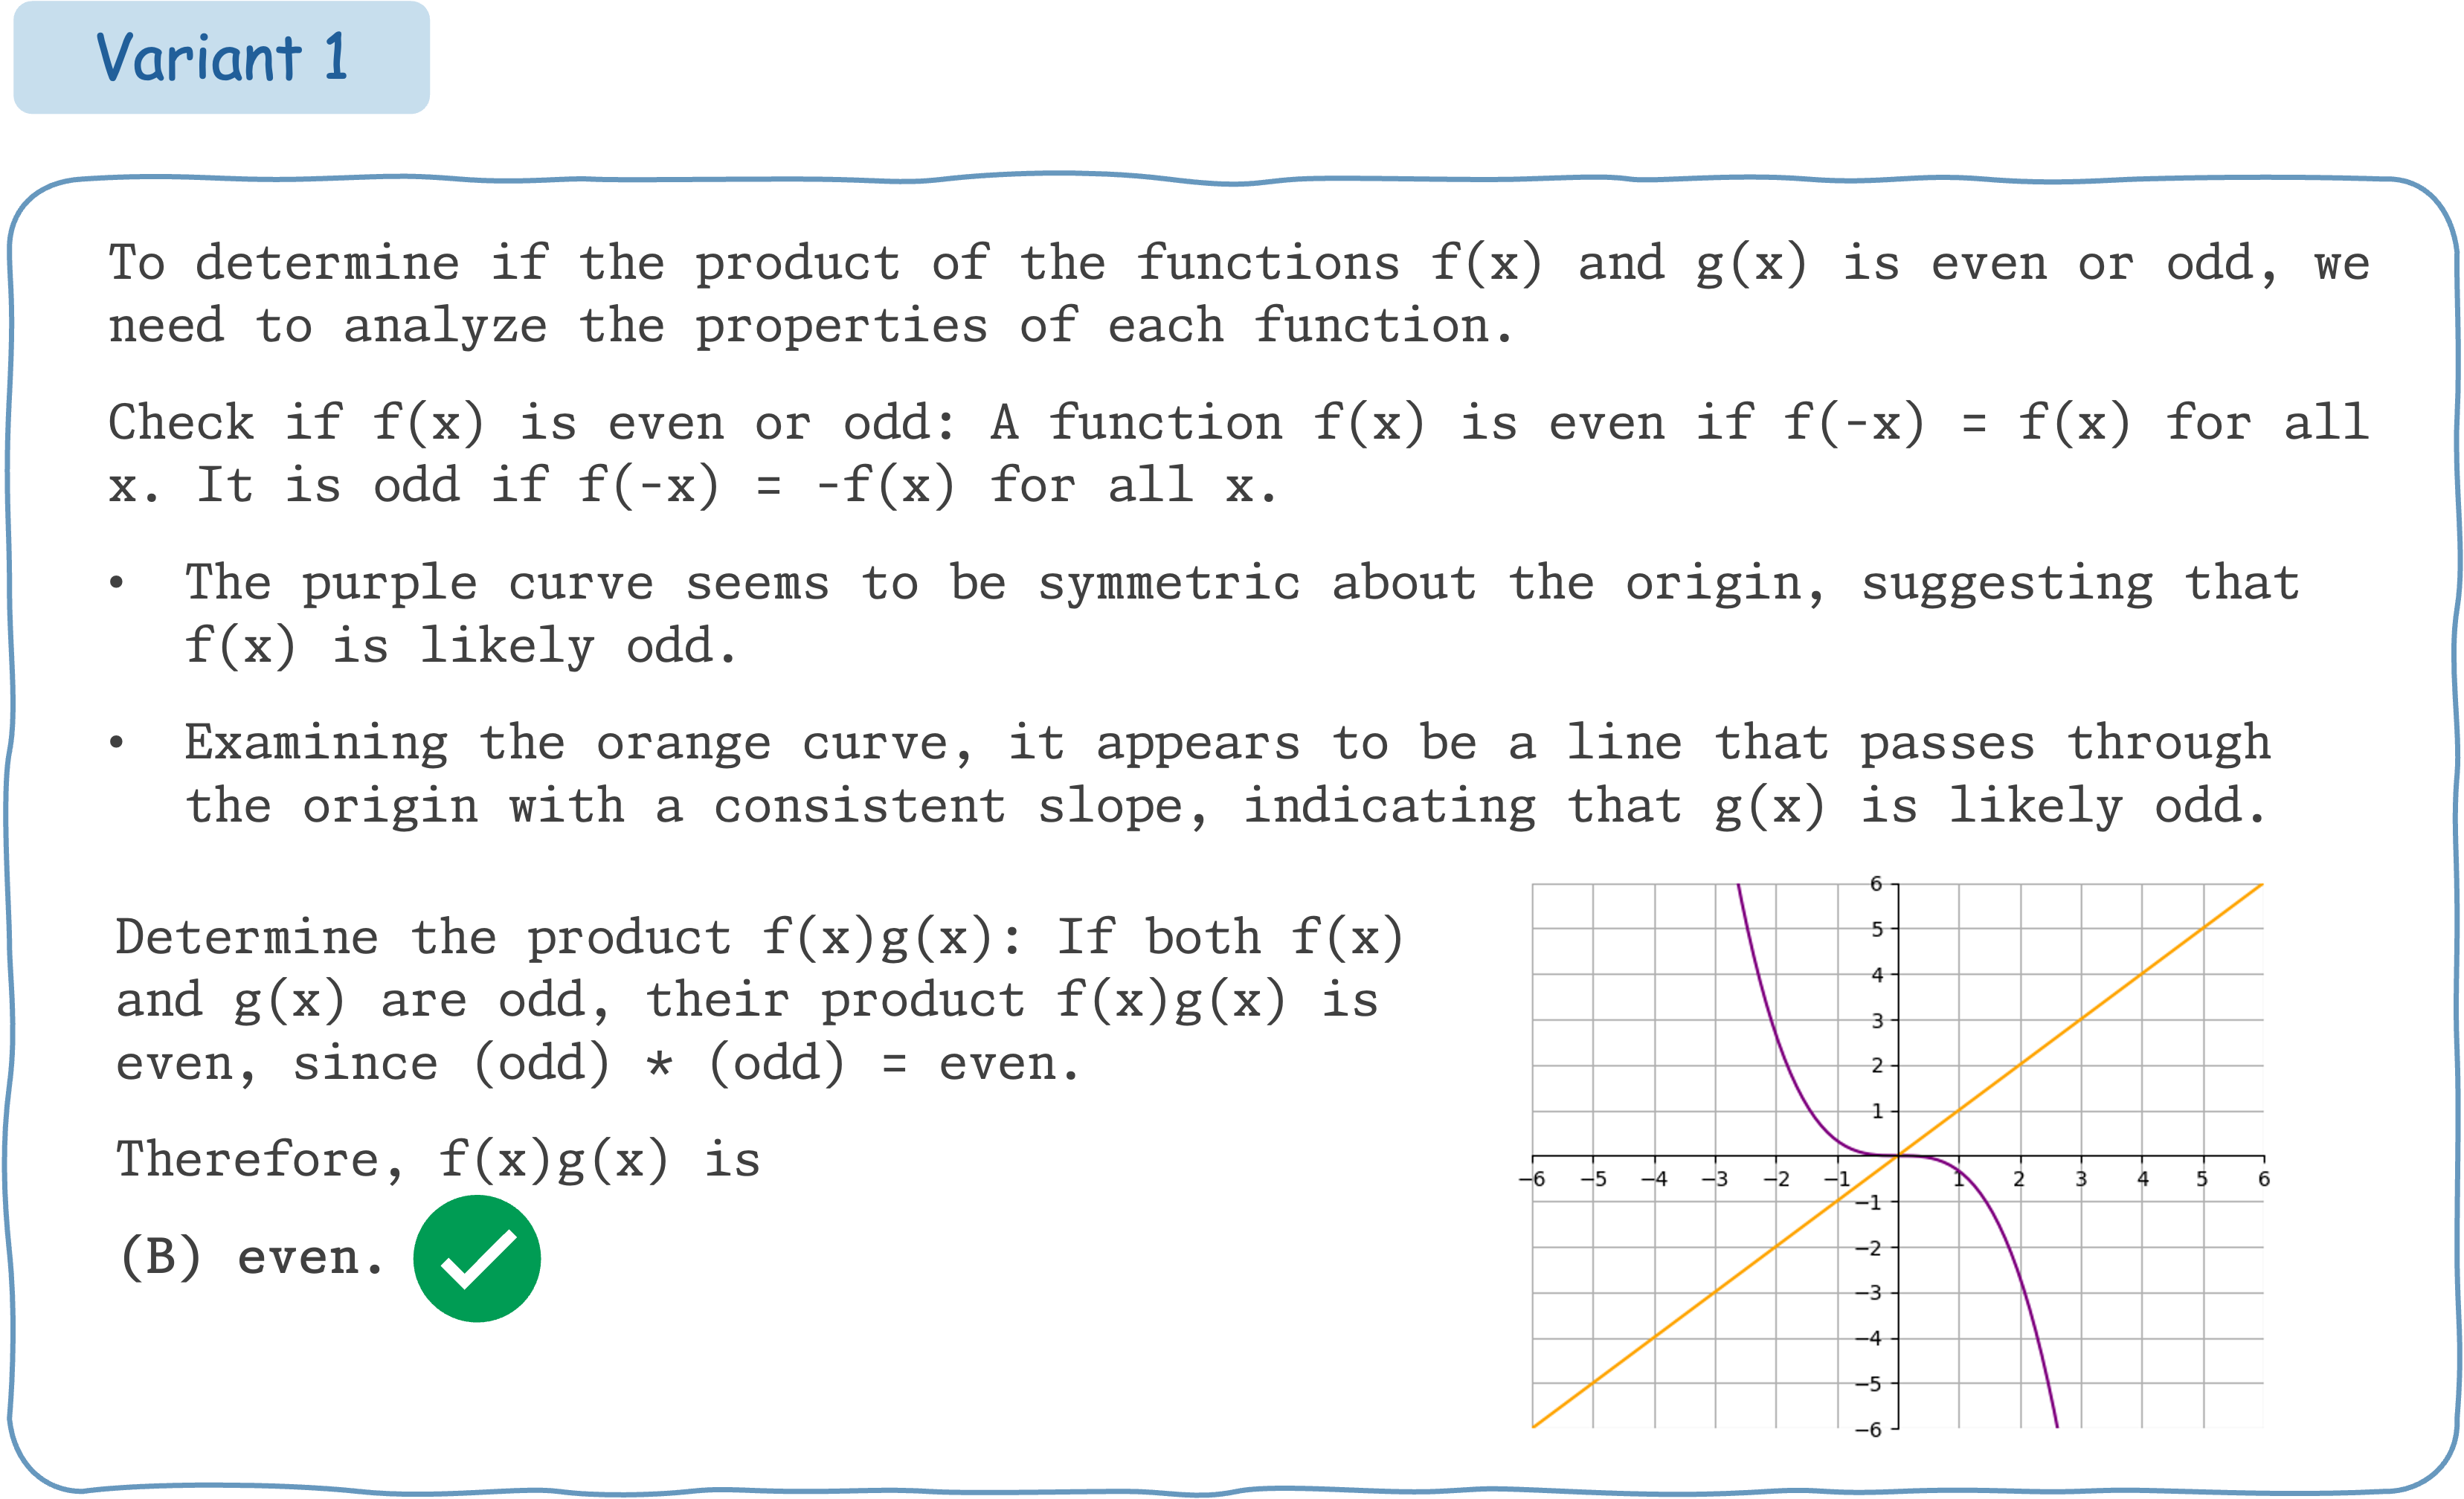 Variant 1
To determine if the product of the functions f(x) and g(x) is even or odd, we
need to analyze the properties of each function.
Check if f(x) is even or odd: A function f(x) is even if f(-x) = f(x) for all
x. It is odd if f(-x) = -f(x) for all x.
• The purple curve seems to be symmetric about the origin, suggesting that
f(x) is likely odd.
• Examining the orange curve, it appears to be a line that passes through
the origin with a consistent slope, indicating that g(x) is likely odd.
Determine the product f(x)g(x): If both f(x)
and g(x) are odd, their product f(x)g(x) is
even, since (odd) * (odd) = even.
Therefore, f(x)g(x) is
(B) even.
6
5
4
3
2
1
−6 −5 −4 −3 −2 −1 1 2 3 4 5 6
−1
−2
−3
−4
−5
−6